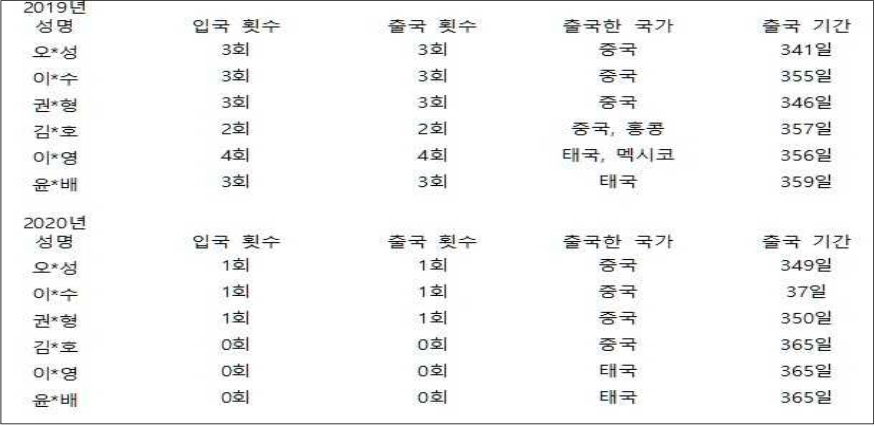 2019년
성명 입국 횟수 출국 횟수 출국한 국가 출국 기간
오*성 3회 3회 중국 341일
이*수 3회 3회 중국 355일
권*형 3회 3회 중국 346일
김*호 2회 2회 중국, 홍콩 357일
이*영 4회 4회 태국, 멕시코 356일
윤*배 3회 3회 태국 359일
2020년
성명 입국 횟수 출국 횟수 출국한 국가 출국 기간
오*성 1회 1회 중국 349일
이*수 1회 1회 중국 37일
권*형 1회 1회 중국 350일
김*호 0회 0회 중국 365일
이*영 0회 0회 태국 365일
윤*배 0회 0회 태국 365일